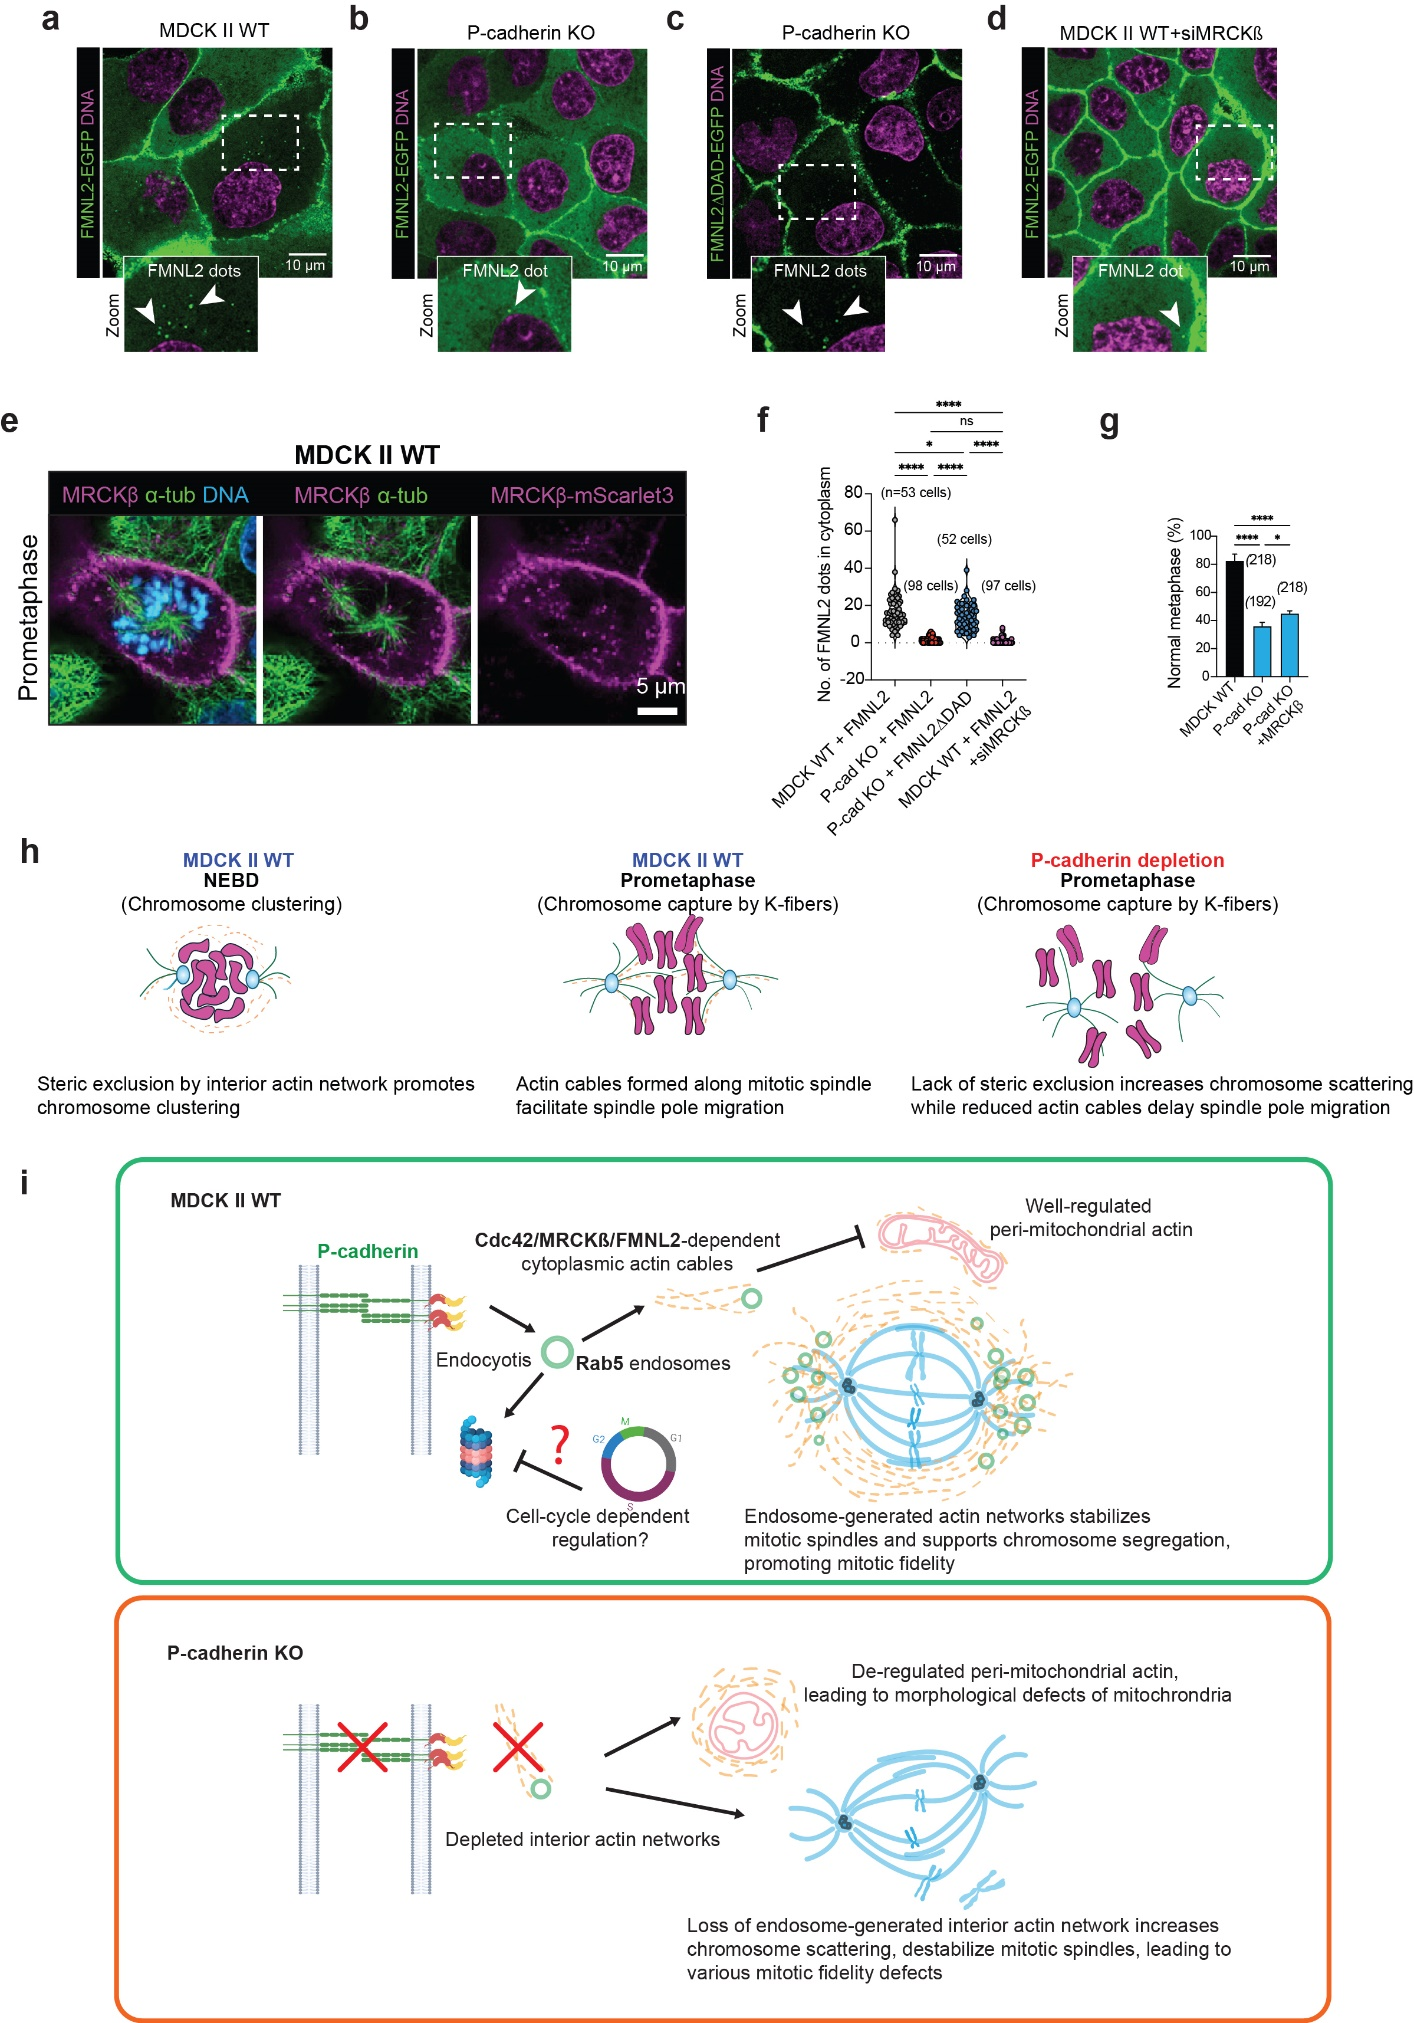 a
MDCK II WT
FMNL2-EGFP DNA
10 µm
FMNL2 dots
Zoom
b
P-cadherin KO
FMNL2-EGFP DNA
10 µm
FMNL2 dot
Zoom
c
P-cadherin KO
FMNL2ΔDAD-EGFP DNA
10 µm
FMNL2 dots
Zoom
d
MDCK II WT+siMRCKß
FMNL2-EGFP DNA
10 µm
FMNL2 dot
Zoom
e
MDCK II WT
MRCKβ α-tub DNA
MRCKβ α-tub
MRCKβ-mScarlet3
Prometaphase
5 µm
f
****
ns
* ****
**** ****
No. of FMNL2 dots in cytoplasm
80
60
40
20
0
-20
(n=53 cells)
(98 cells)
(52 cells)
(97 cells)
MDCK WT + FMNL2
P-cad KO + FMNL2
P-cad KO + FMNL2ΔDAD
MDCK WT + FMNL2
+siMRCKß
g
****
**** *
Normal metaphase (%)
100
80
60
40
20
0
(218)
(192)
(218)
MDCK WT
P-cad KO
P-cad KO
+MRCKß
h
MDCK II WT
NEBD
(Chromosome clustering)
Steric exclusion by interior actin network promotes
chromosome clustering
MDCK II WT
Prometaphase
(Chromosome capture by K-fibers)
Actin cables formed along mitotic spindle
facilitate spindle pole migration
P-cadherin depletion
Prometaphase
(Chromosome capture by K-fibers)
Lack of steric exclusion increases chromosome scattering
while reduced actin cables delay spindle pole migration
i
MDCK II WT
P-cadherin
Cdc42/MRCKß/FMNL2-dependent
cytoplasmic actin cables
Well-regulated
peri-mitochondrial actin
Endocyotis
Rab5 endosomes
?
M
G2
G1
S
Cell-cycle dependent
regulation?
Endosome-generated actin networks stabilizes
mitotic spindles and supports chromosome segregation,
promoting mitotic fidelity
P-cadherin KO
De-regulated peri-mitochondrial actin,
leading to morphological defects of mitochrondria
Depleted interior actin networks
Loss of endosome-generated interior actin network increases
chromosome scattering, destabilize mitotic spindles, leading to
various mitotic fidelity defects